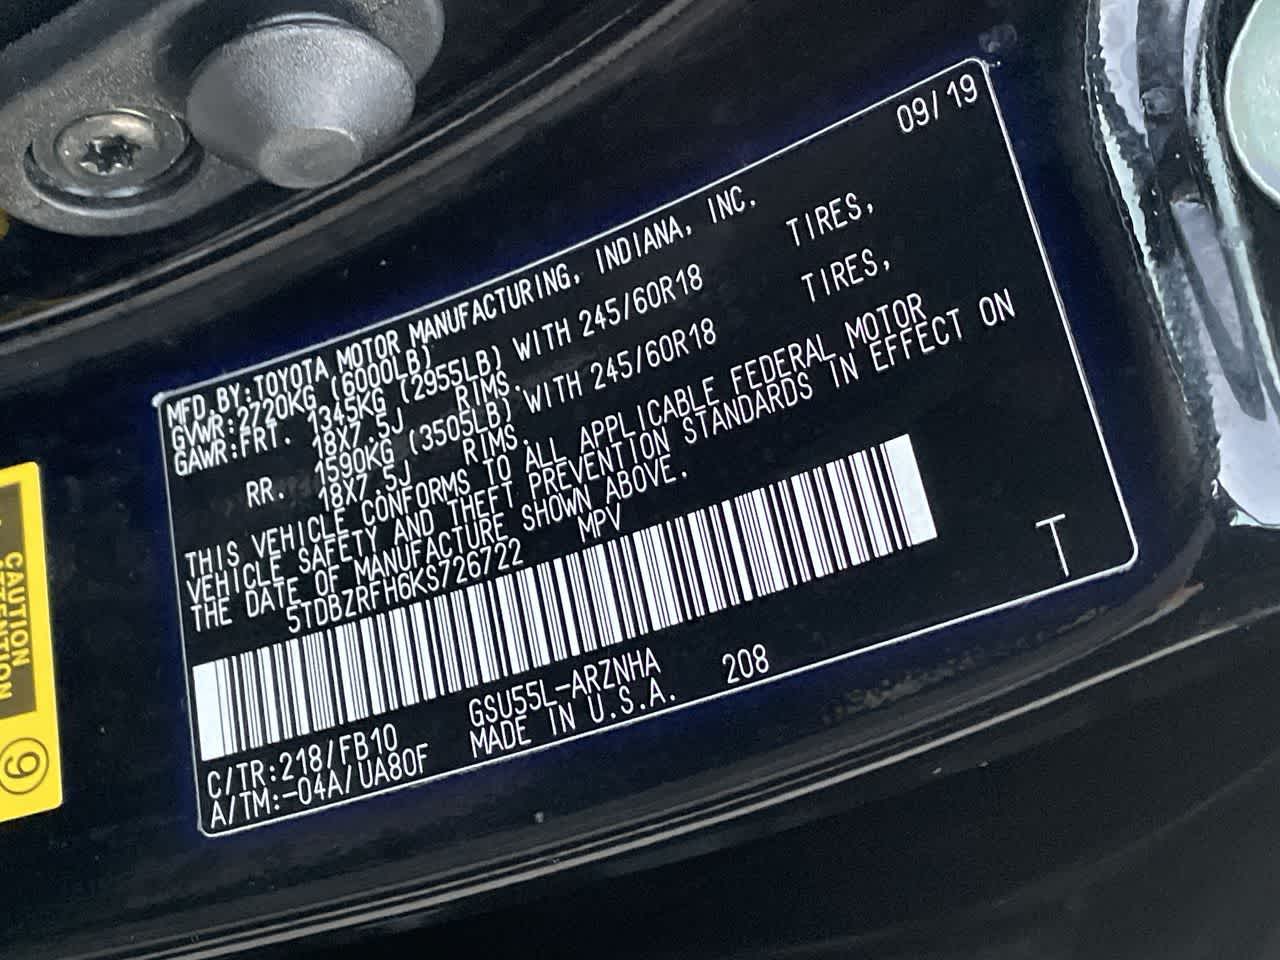 09/19
MFD.BY:TOYOTA MOTOR MANUFACTURING, INDIANA, INC.
GVWR:2720KG (6000LB)
GAWR:FRT. 1345KG (2955LB) WITH 245/60R18 TIRES,
18X7.5J RIMS.
RR. 1590KG (3505LB) WITH 245/60R18 TIRES,
18X7.5J RIMS.
THIS VEHICLE CONFORMS TO ALL APPLICABLE FEDERAL MOTOR
VEHICLE SAFETY AND THEFT PREVENTION STANDARDS IN EFFECT ON
THE DATE OF MANUFACTURE SHOWN ABOVE.
5TDBZRFH6KS726722 MPV
C/TR:218/FB10 GSU55L-ARZNHA
A/TM:-04A/UA80F MADE IN U.S.A. 208
T
CAUTION
9